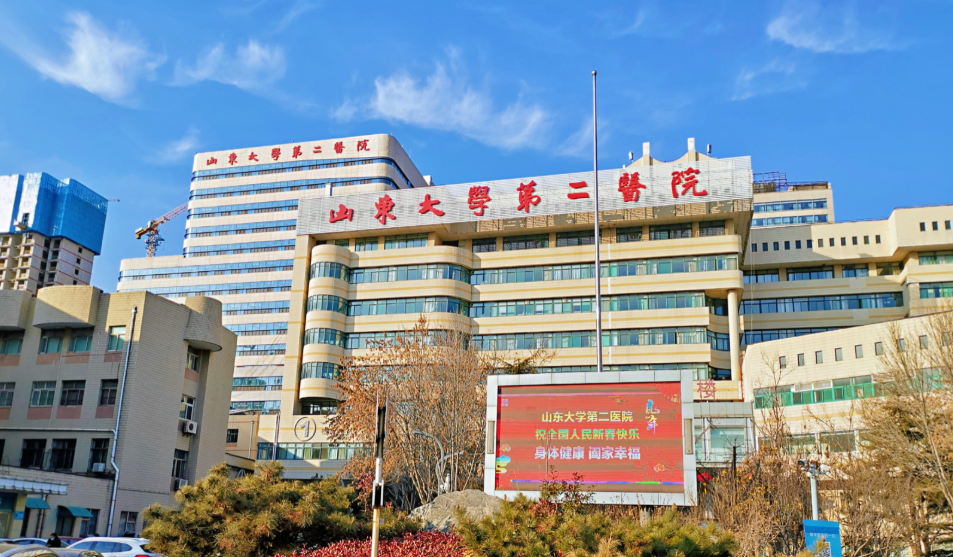 山東大學第二醫院
山東大學第二醫院
山东大学第二医院
祝全国人民新春快乐
身体健康 阖家幸福
楼
①